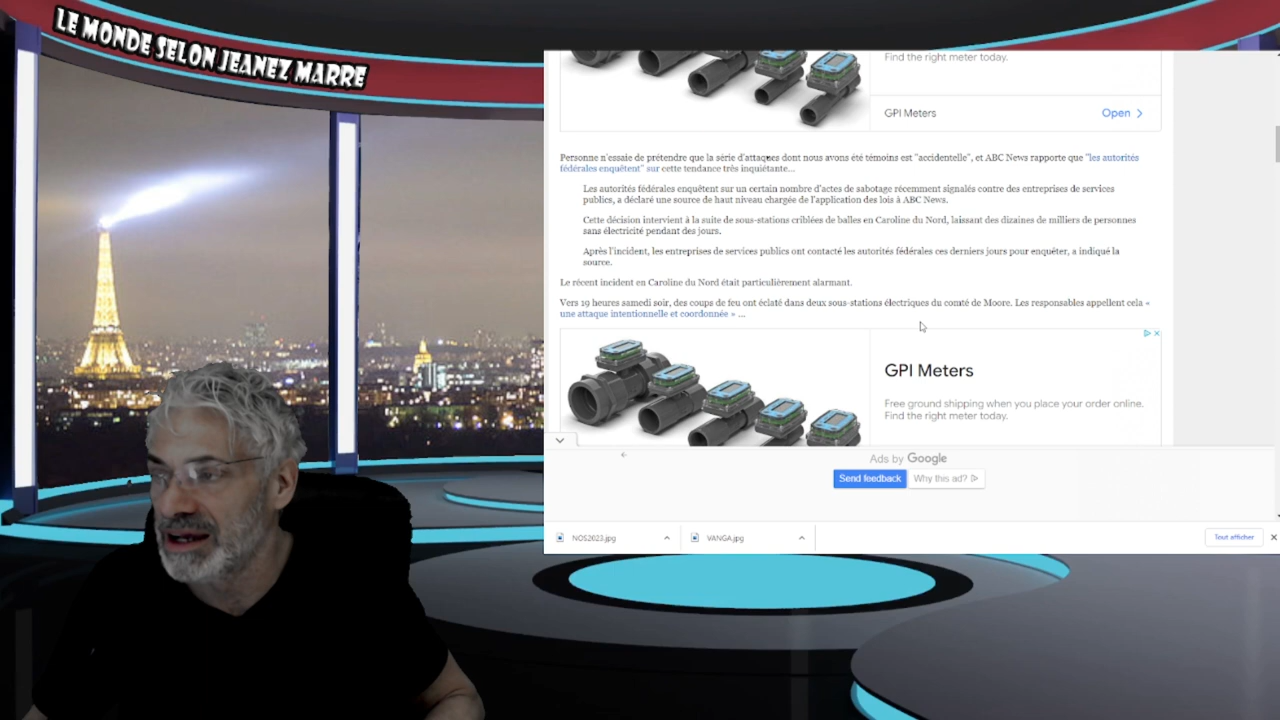 LE MONDE SELON JEANEZ MARRE
Find the right meter today.
GPI Meters
Open
Personne n'essaie de prétendre que la série d'attaques dont nous avons été témoins est "accidentelle", et ABC News rapporte que "les autorités
fédérales enquêtent" sur cette tendance très inquiétante...
Les autorités fédérales enquêtent sur un certain nombre d'actes de sabotage récemment signalés contre des entreprises de services
publics, a déclaré une source de haut niveau chargée de l'application des lois à ABC News.
Cette décision intervient à la suite de sous-stations criblées de balles en Caroline du Nord, laissant des dizaines de milliers de personnes
sans électricité pendant des jours.
Après l'incident, les entreprises de services publics ont contacté les autorités fédérales ces derniers jours pour enquêter, a indiqué la
source.
Le récent incident en Caroline du Nord était particulièrement alarmant.
Vers 19 heures samedi soir, des coups de feu ont éclaté dans deux sous-stations électriques du comté de Moore. Les responsables appellent cela «
une attaque intentionnelle et coordonnée » ...
GPI Meters
Free ground shipping when you place your order online.
Find the right meter today.
Ads by Google
Send feedback
Why this ad?
NOS2023.jpg
VANGA.jpg
Tout afficher